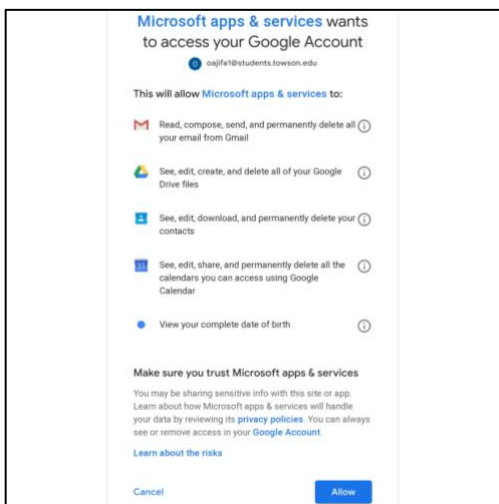 Microsoft apps & services wants
to access your Google Account
oajifa1@students.towson.edu
This will allow Microsoft apps & services to:
Read, compose, send, and permanently delete all
your email from Gmail
See, edit, create, and delete all of your Google
Drive files
See, edit, download, and permanently delete your
contacts
See, edit, share, and permanently delete all the
calendars you can access using Google
Calendar
View your complete date of birth
Make sure you trust Microsoft apps & services
You may be sharing sensitive info with this site or app.
Learn about how Microsoft apps & services will handle
your data by reviewing its privacy policies. You can always
see or remove access in your Google Account.
Learn about the risks
Cancel Allow